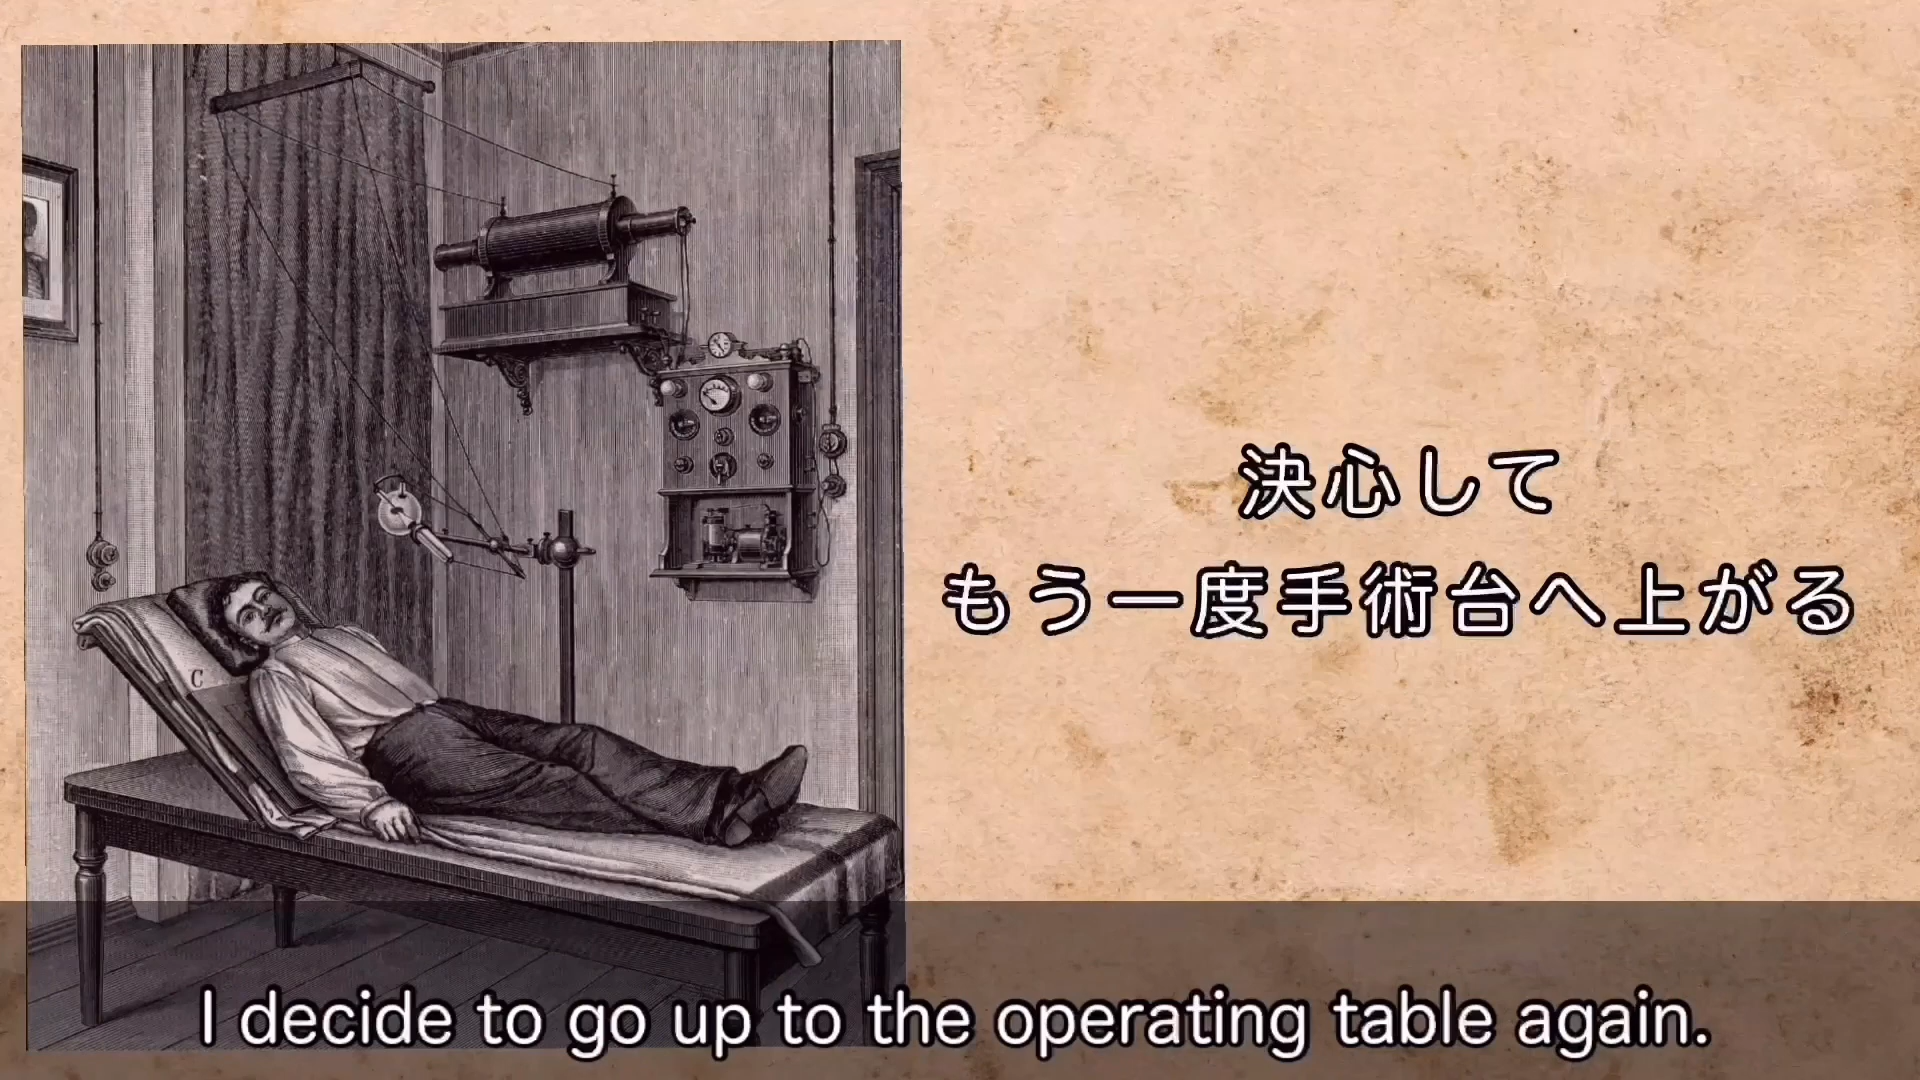 決心して
もう一度手術台へ上がる
C
I decide to go up to the operating table again.